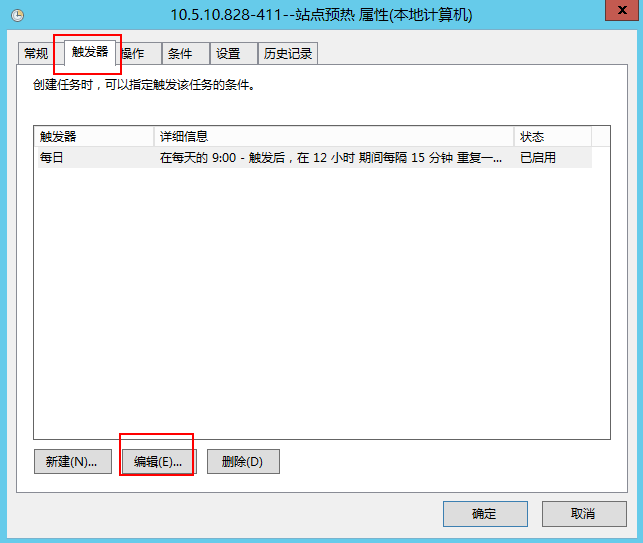 10.5.10.828-411--站点预热 属性(本地计算机)
常规 触发器 操作 条件 设置 历史记录
创建任务时，可以指定触发该任务的条件。
触发器 详细信息 状态
每日 在每天的 9:00 - 触发后，在 12 小时 期间每隔 15 分钟 重复一... 已启用
新建(N)... 编辑(E)... 删除(D)
确定 取消